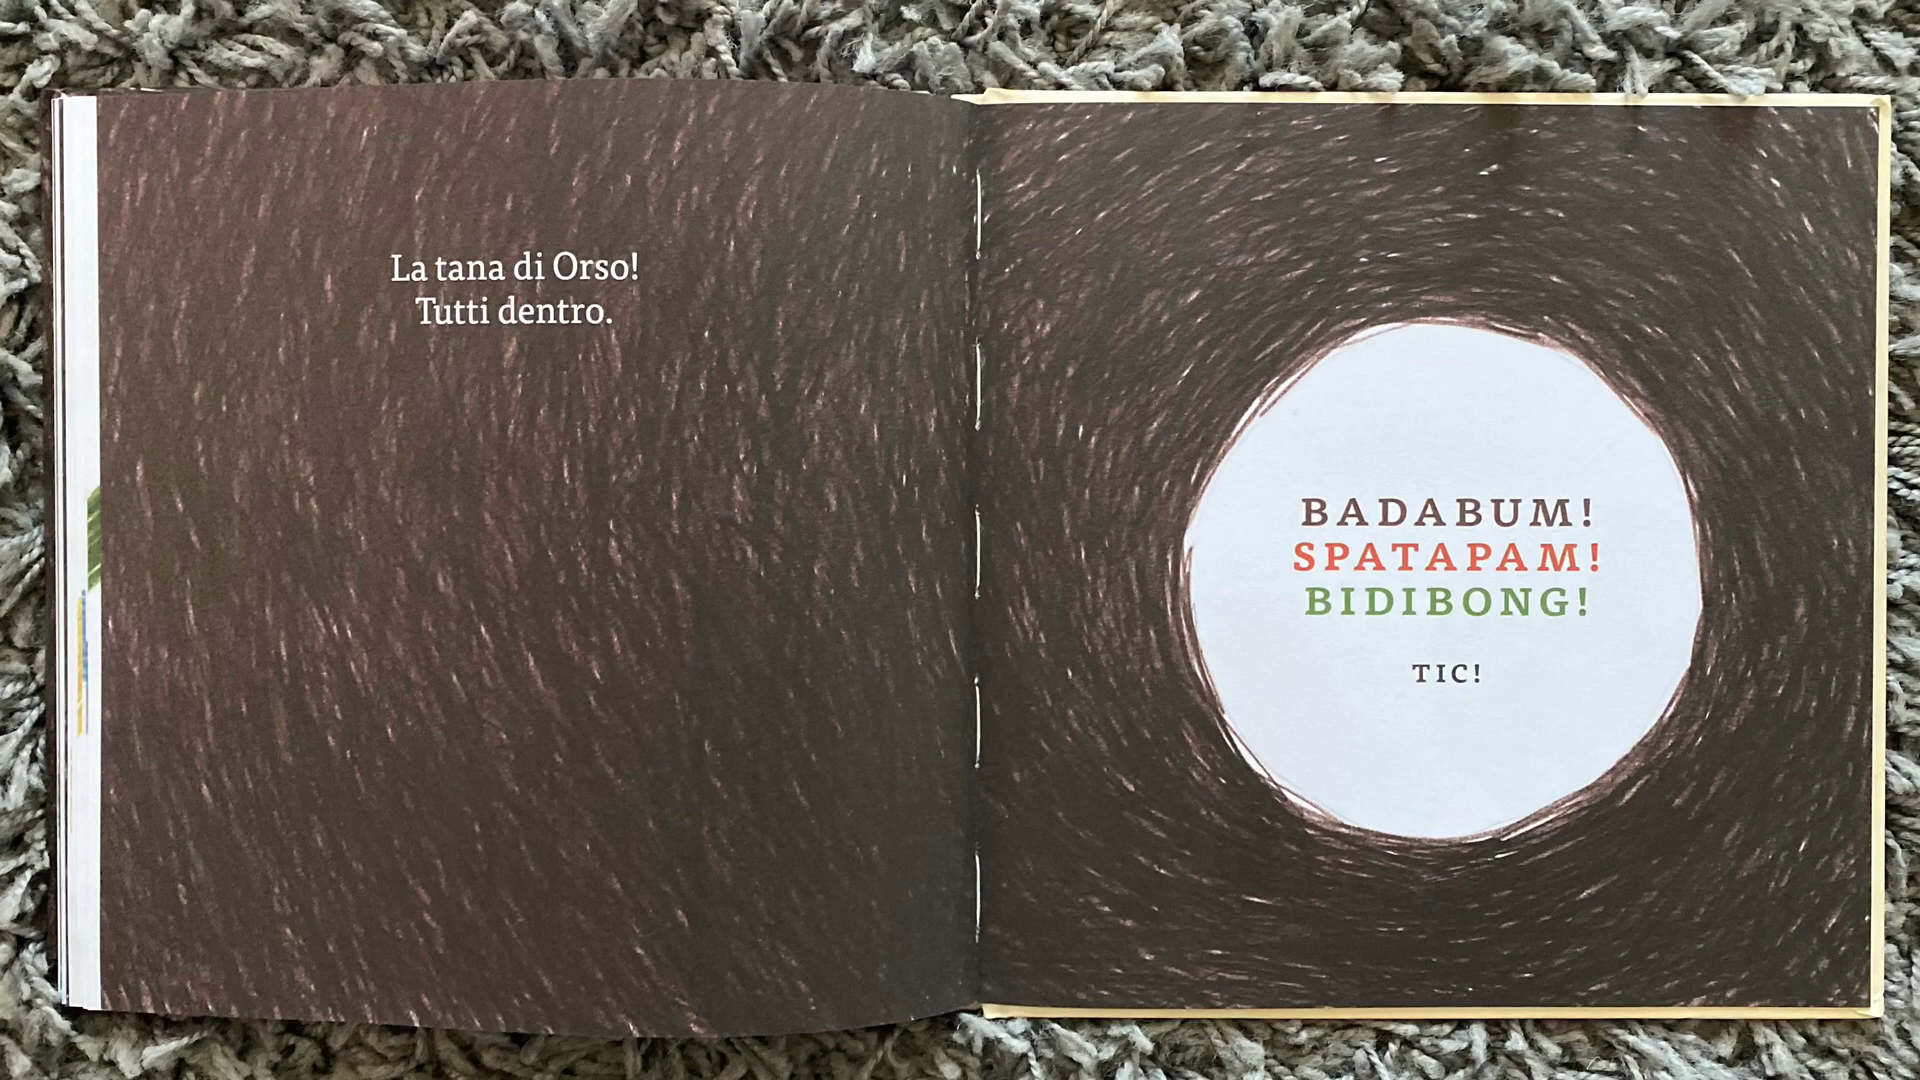 La tana di Orso!
Tutti dentro.
BADABUM!
SPATAPAM!
BIDIBONG!
TIC!